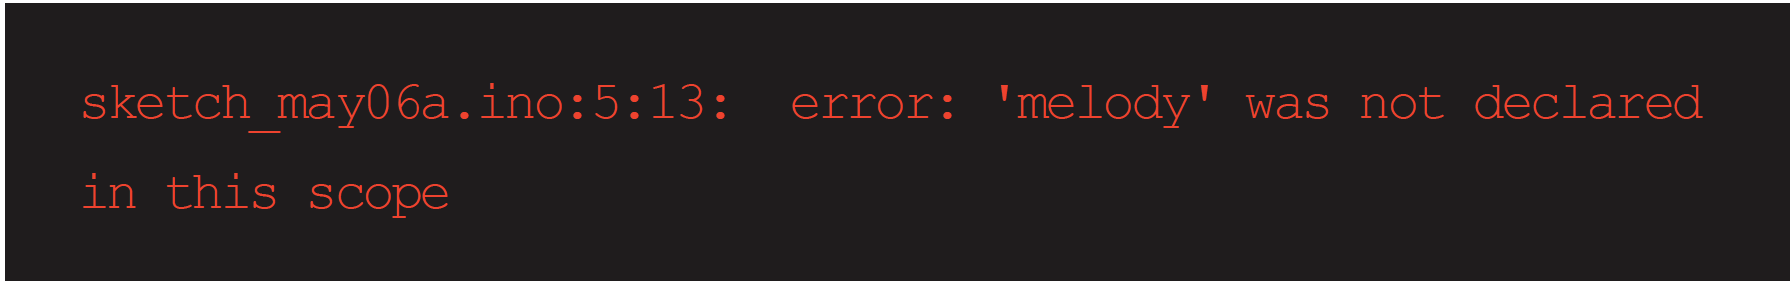 sketch_may06a.ino:5:13:  error: 'melody' was not declared
in this scope